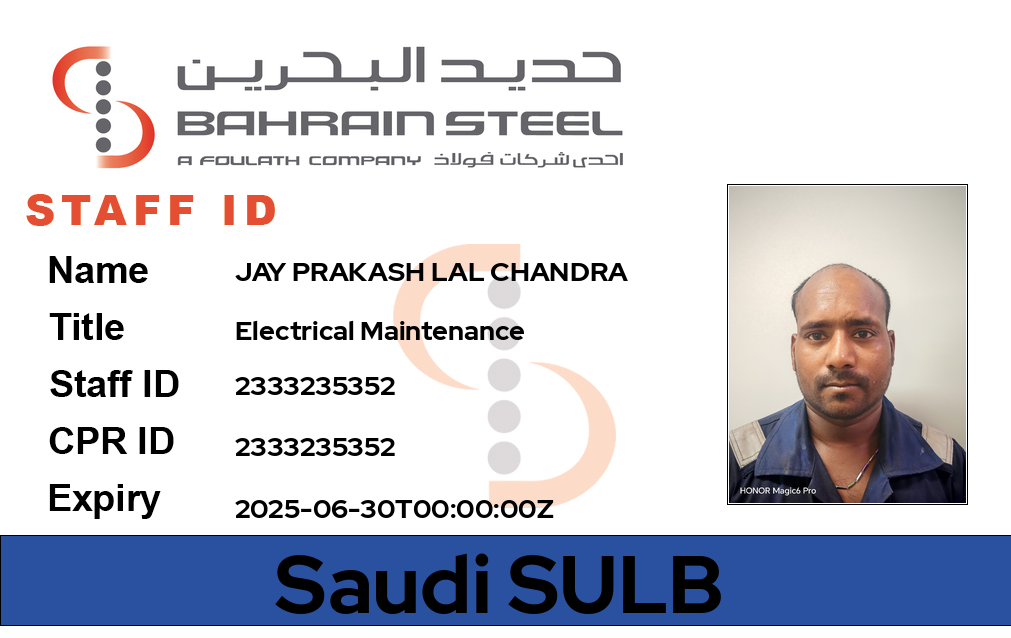 حديد البحرين
BAHRAIN STEEL
A FOULATH COMPANY احدى شركات فولاذ
STAFF ID
Name JAY PRAKASH LAL CHANDRA
Title Electrical Maintenance
Staff ID 2333235352
CPR ID 2333235352
Expiry 2025-06-30T00:00:00Z
HONOR Magic6 Pro
Saudi SULB